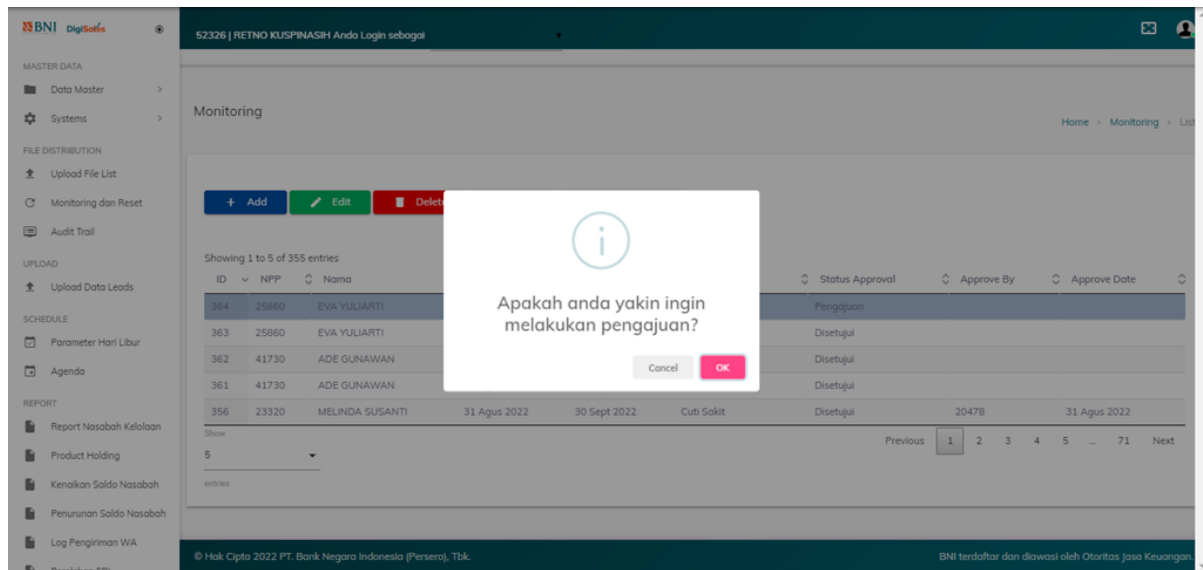 BNI DigiSales
52326 | RETNO KUSPINASIH Anda Login sebagai
MASTER DATA
Data Master
Systems
FILE DISTRIBUTION
Upload File List
Monitoring dan Reset
Audit Trail
UPLOAD
Upload Data Leads
SCHEDULE
Parameter Hari Libur
Agenda
REPORT
Report Nasabah Kelolaan
Product Holding
Kenaikan Saldo Nasabah
Penurunan Saldo Nasabah
Log Pengiriman WA
Monitoring
Home > Monitoring > List
+ Add Edit Delet
Showing 1 to 5 of 355 entries
ID NPP Nama Status Approval Approve By Approve Date
364 25860 EVA YULIARTI Pengajuan
363 25860 EVA YULIARTI Disetujui
362 41730 ADE GUNAWAN Disetujui
361 41730 ADE GUNAWAN Disetujui
356 23320 MELINDA SUSANTI 31 Agus 2022 30 Sept 2022 Cuti Sakit Disetujui 20478 31 Agus 2022
Show
5
entries
Previous 1 2 3 4 5 ... 71 Next
Apakah anda yakin ingin
melakukan pengajuan?
Cancel OK
© Hak Cipta 2022 PT. Bank Negara Indonesia (Persero), Tbk.
BNI terdaftar dan diawasi oleh Otoritas Jasa Keuangan.